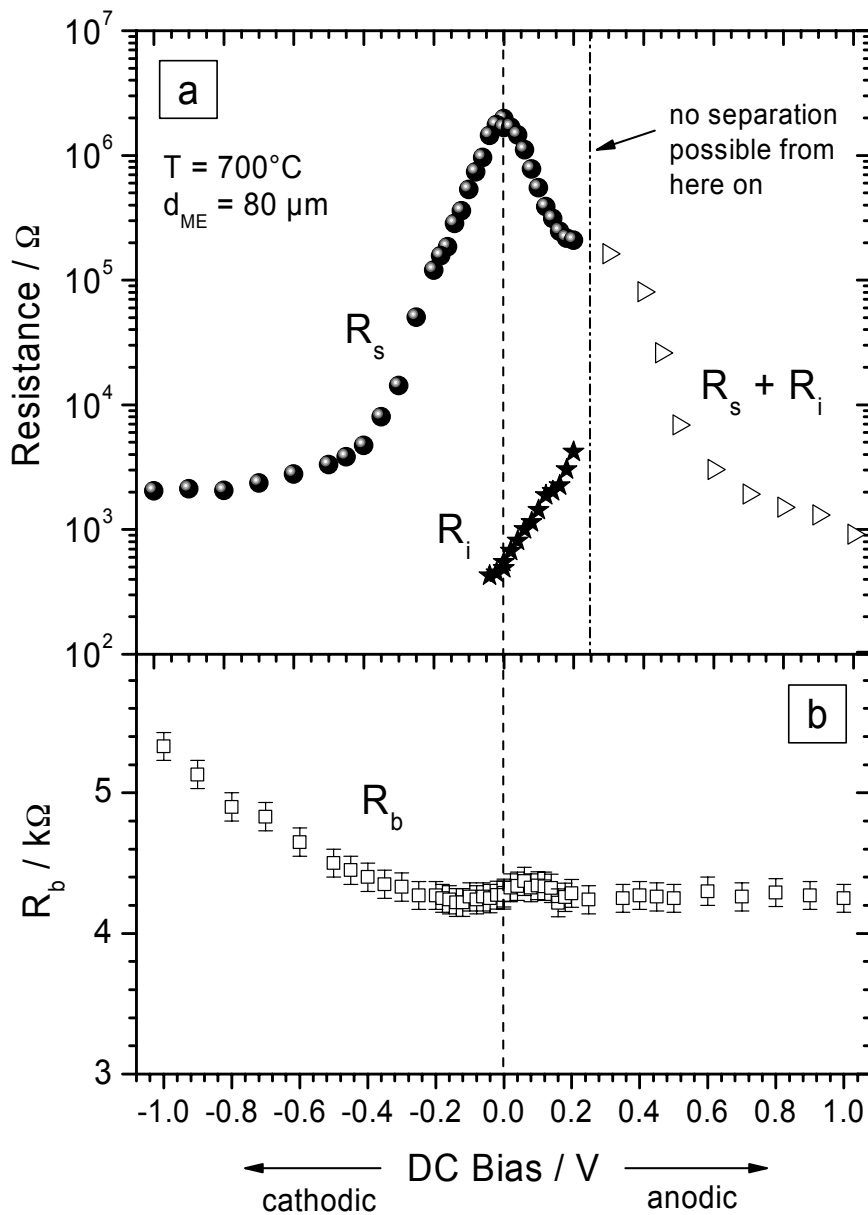 10^7
10^6
10^5
10^4
10^3
10^2
Resistance / Ω
a
T = 700°C
d_ME = 80 µm
no separation
possible from
here on
R_s
R_s + R_i
R_i
b
R_b
5
4
3
R_b / kΩ
-1.0 -0.8 -0.6 -0.4 -0.2 0.0 0.2 0.4 0.6 0.8 1.0
DC Bias / V
cathodic
anodic